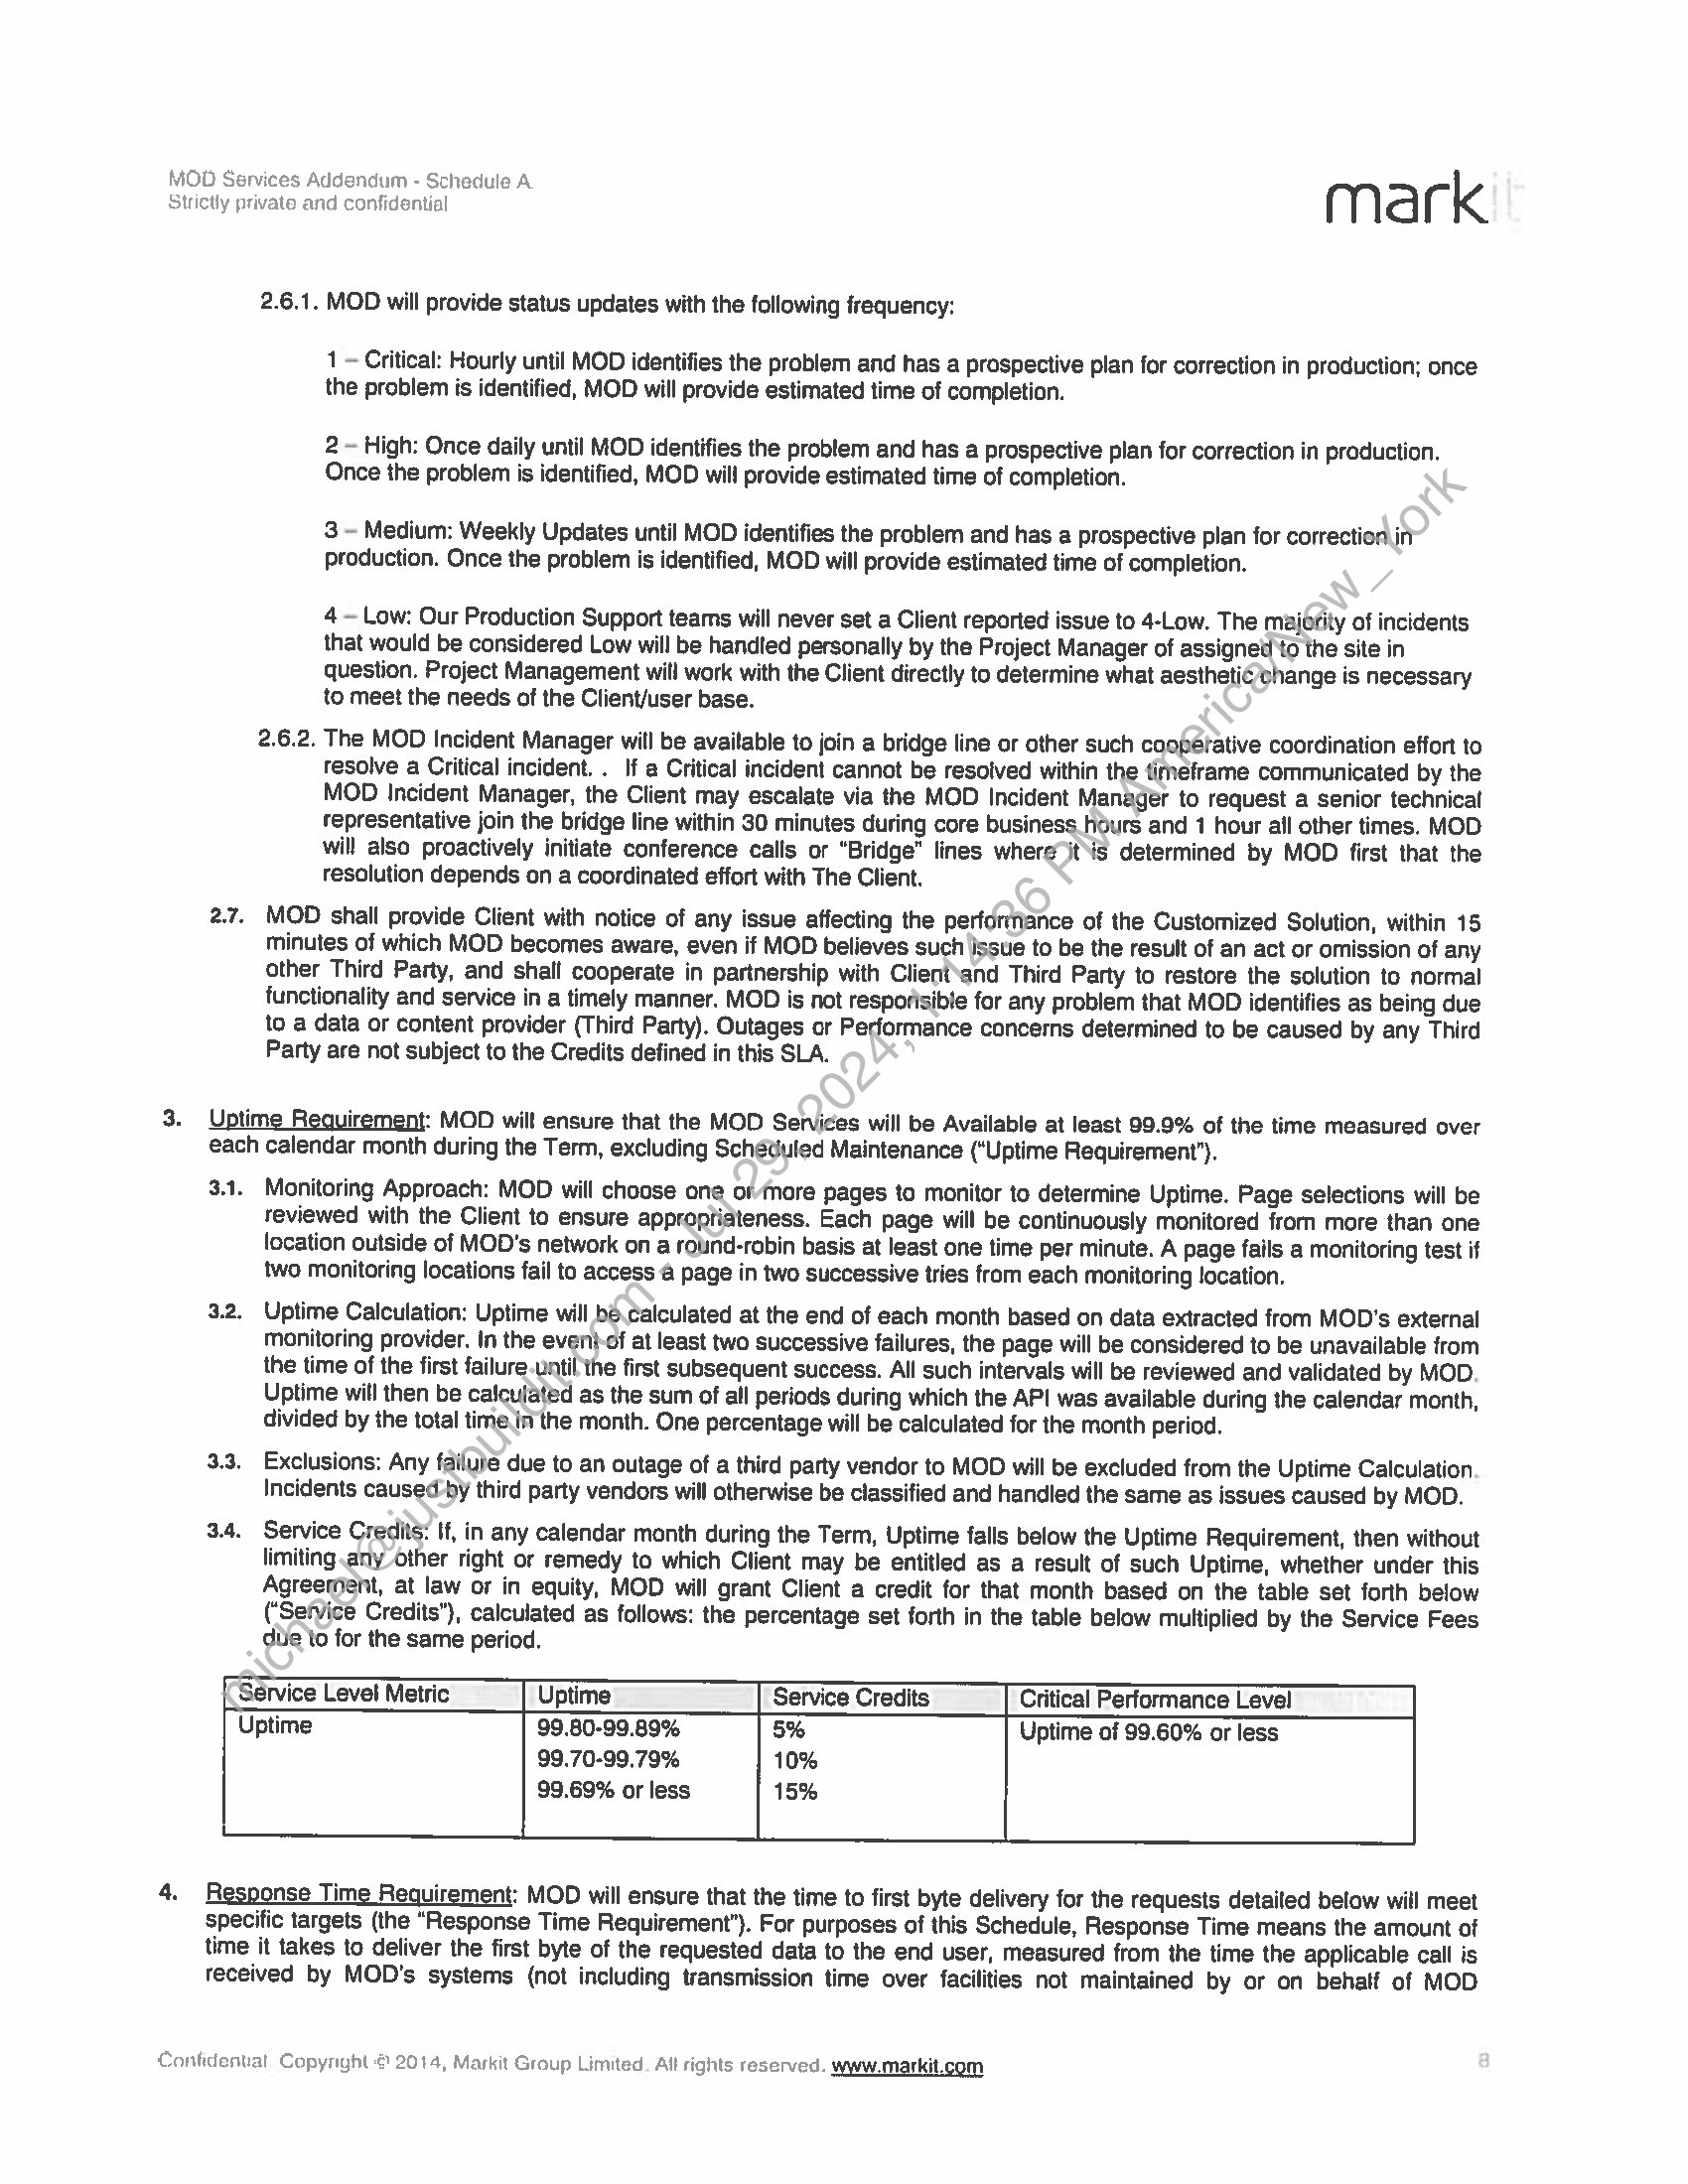 MOD Services Addendum - Schedule A
Strictly private and confidential
markit
2.6.1. MOD will provide status updates with the following frequency:
1 – Critical: Hourly until MOD identifies the problem and has a prospective plan for correction in production; once
the problem is identified, MOD will provide estimated time of completion.
2 – High: Once daily until MOD identifies the problem and has a prospective plan for correction in production.
Once the problem is identified, MOD will provide estimated time of completion.
3 – Medium: Weekly Updates until MOD identifies the problem and has a prospective plan for correction in
production. Once the problem is identified, MOD will provide estimated time of completion.
4 – Low: Our Production Support teams will never set a Client reported issue to 4-Low. The majority of incidents
that would be considered Low will be handled personally by the Project Manager of assigned to the site in
question. Project Management will work with the Client directly to determine what aesthetic change is necessary
to meet the needs of the Client/user base.
2.6.2. The MOD Incident Manager will be available to join a bridge line or other such cooperative coordination effort to
resolve a Critical incident. . If a Critical incident cannot be resolved within the timeframe communicated by the
MOD Incident Manager, the Client may escalate via the MOD Incident Manager to request a senior technical
representative join the bridge line within 30 minutes during core business hours and 1 hour all other times. MOD
will also proactively initiate conference calls or "Bridge" lines where it is determined by MOD first that the
resolution depends on a coordinated effort with The Client.
2.7. MOD shall provide Client with notice of any issue affecting the performance of the Customized Solution, within 15
minutes of which MOD becomes aware, even if MOD believes such issue to be the result of an act or omission of any
other Third Party, and shall cooperate in partnership with Client and Third Party to restore the solution to normal
functionality and service in a timely manner. MOD is not responsible for any problem that MOD identifies as being due
to a data or content provider (Third Party). Outages or Performance concerns determined to be caused by any Third
Party are not subject to the Credits defined in this SLA.
3. Uptime Requirement: MOD will ensure that the MOD Services will be Available at least 99.9% of the time measured over
each calendar month during the Term, excluding Scheduled Maintenance ("Uptime Requirement").
3.1. Monitoring Approach: MOD will choose one or more pages to monitor to determine Uptime. Page selections will be
reviewed with the Client to ensure appropriateness. Each page will be continuously monitored from more than one
location outside of MOD's network on a round-robin basis at least one time per minute. A page fails a monitoring test if
two monitoring locations fail to access a page in two successive tries from each monitoring location.
3.2. Uptime Calculation: Uptime will be calculated at the end of each month based on data extracted from MOD's external
monitoring provider. In the event of at least two successive failures, the page will be considered to be unavailable from
the time of the first failure until the first subsequent success. All such intervals will be reviewed and validated by MOD.
Uptime will then be calculated as the sum of all periods during which the API was available during the calendar month,
divided by the total time in the month. One percentage will be calculated for the month period.
3.3. Exclusions: Any failure due to an outage of a third party vendor to MOD will be excluded from the Uptime Calculation.
Incidents caused by third party vendors will otherwise be classified and handled the same as issues caused by MOD.
3.4. Service Credits: If, in any calendar month during the Term, Uptime falls below the Uptime Requirement, then without
limiting any other right or remedy to which Client may be entitled as a result of such Uptime, whether under this
Agreement, at law or in equity, MOD will grant Client a credit for that month based on the table set forth below
("Service Credits"), calculated as follows: the percentage set forth in the table below multiplied by the Service Fees
due to for the same period.
Service Level Metric Uptime Service Credits Critical Performance Level
Uptime 99.80-99.89% 5% Uptime of 99.60% or less
99.70-99.79% 10%
99.69% or less 15%
4. Response Time Requirement: MOD will ensure that the time to first byte delivery for the requests detailed below will meet
specific targets (the "Response Time Requirement"). For purposes of this Schedule, Response Time means the amount of
time it takes to deliver the first byte of the requested data to the end user, measured from the time the applicable call is
received by MOD's systems (not including transmission time over facilities not maintained by or on behalf of MOD
Confidential Copyright © 2014, Markit Group Limited. All rights reserved. www.markit.com 8
michael@justbuildit.com - Jul 29, 2024, 1:14:36 PM America/New_York